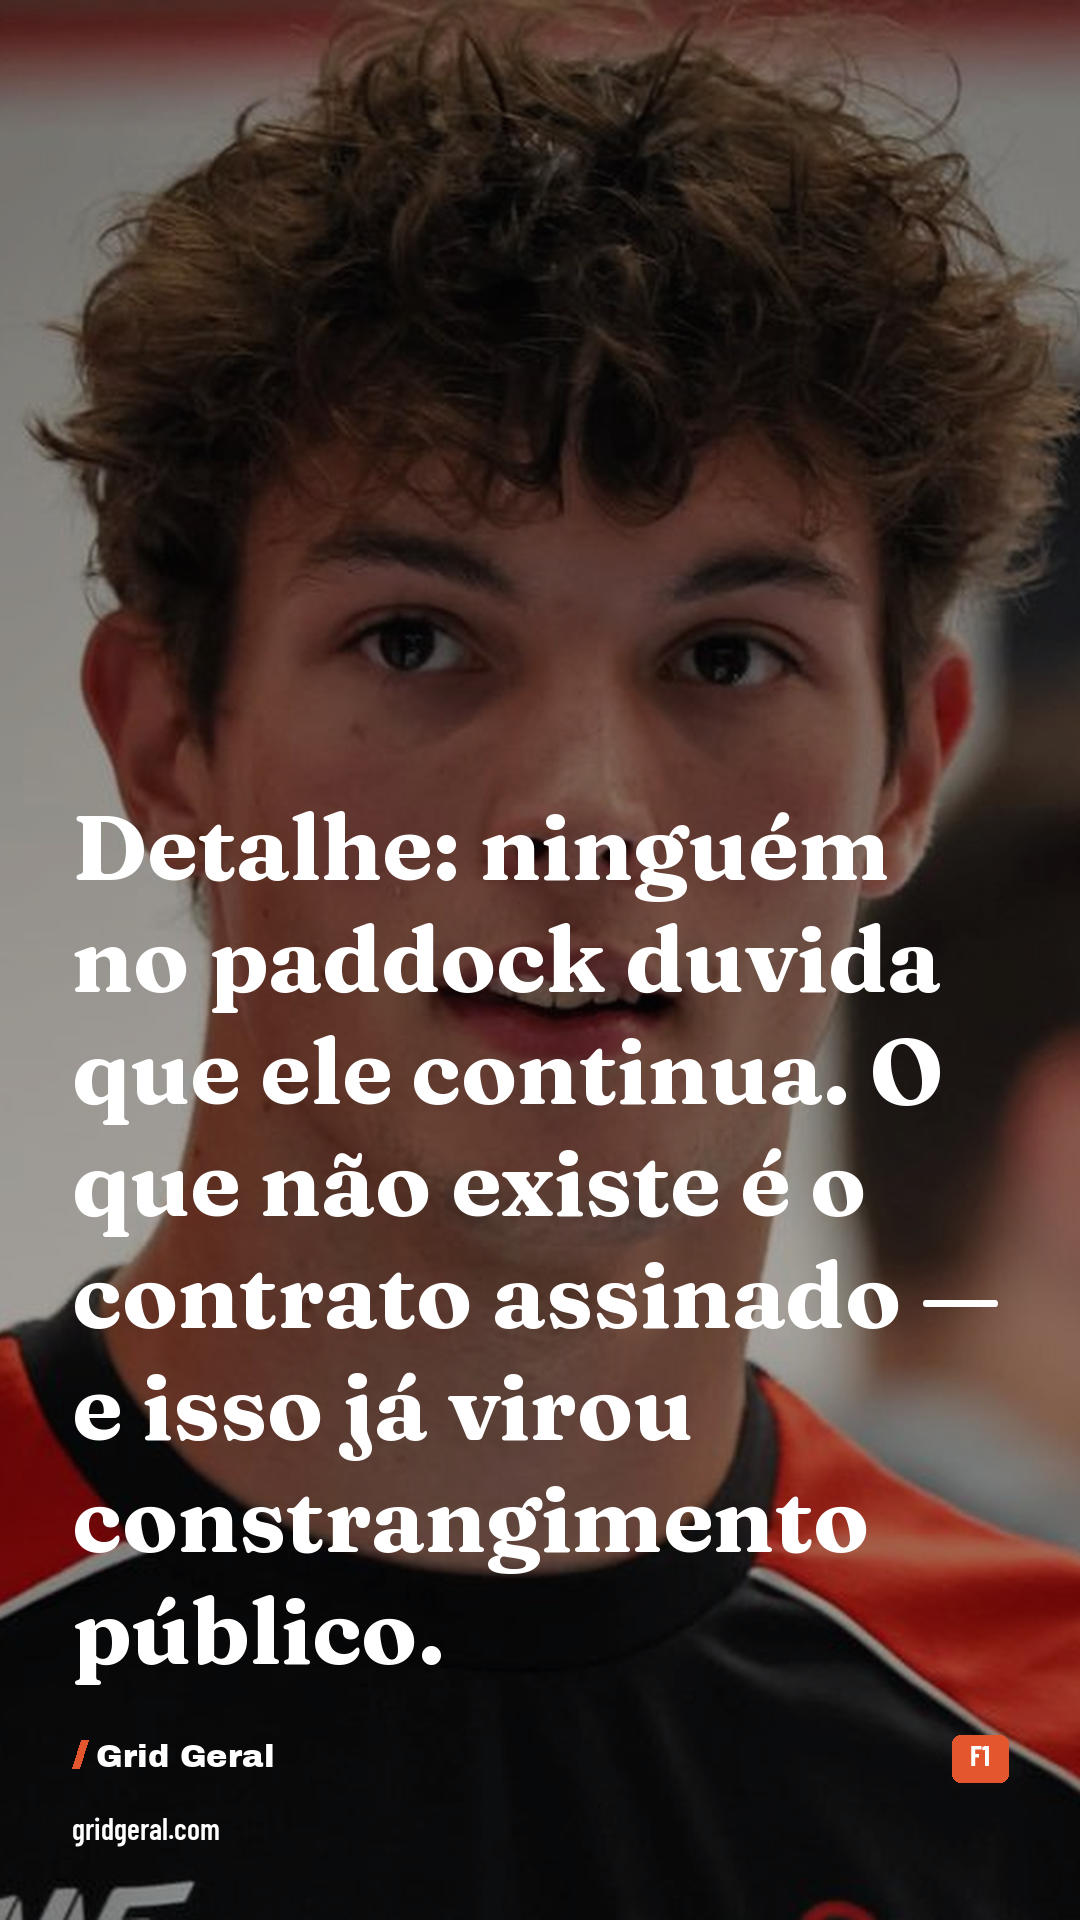 Detalhe: ninguém
no paddock duvida
que ele continua. O
que não existe é o
contrato assinado —
e isso já virou
constrangimento
público.
/ Grid Geral
F1
gridgeral.com